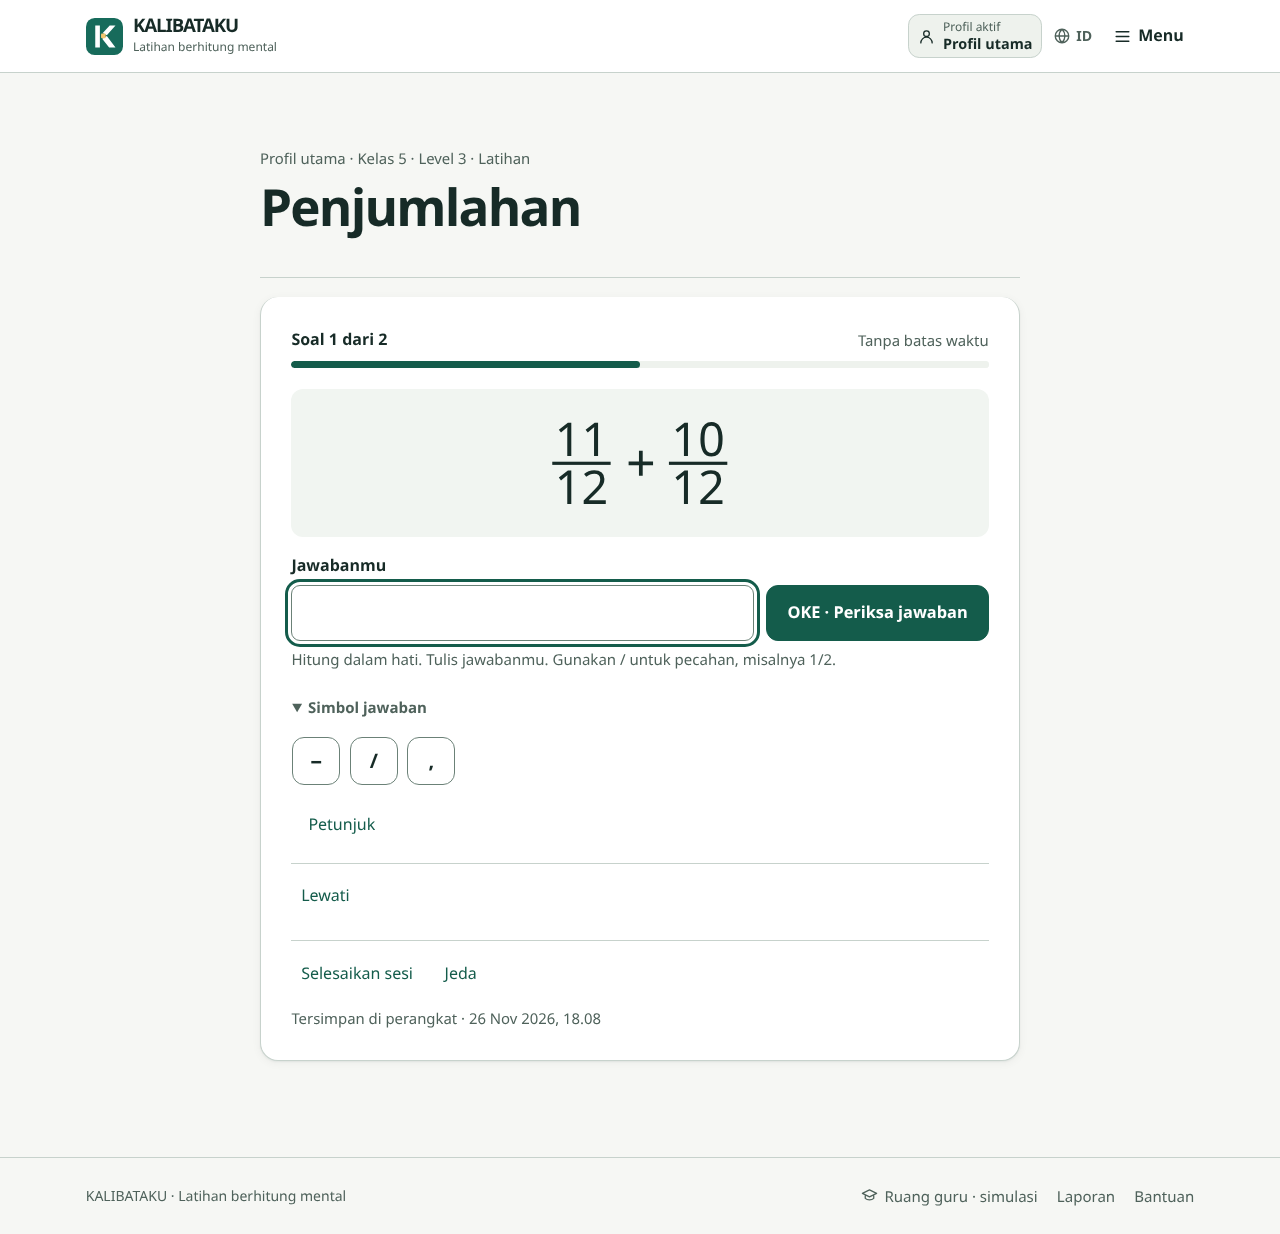 KALIBATAKU
Latihan berhitung mental
Profil aktif
Profil utama
ID
Menu
Profil utama · Kelas 5 · Level 3 · Latihan
Penjumlahan
Soal 1 dari 2
Tanpa batas waktu
11/12 + 10/12
Jawabanmu
OKE · Periksa jawaban
Hitung dalam hati. Tulis jawabanmu. Gunakan / untuk pecahan, misalnya 1/2.
▼ Simbol jawaban
− / ,
Petunjuk
Lewati
Selesaikan sesi Jeda
Tersimpan di perangkat · 26 Nov 2026, 18.08
KALIBATAKU · Latihan berhitung mental
Ruang guru · simulasi Laporan Bantuan